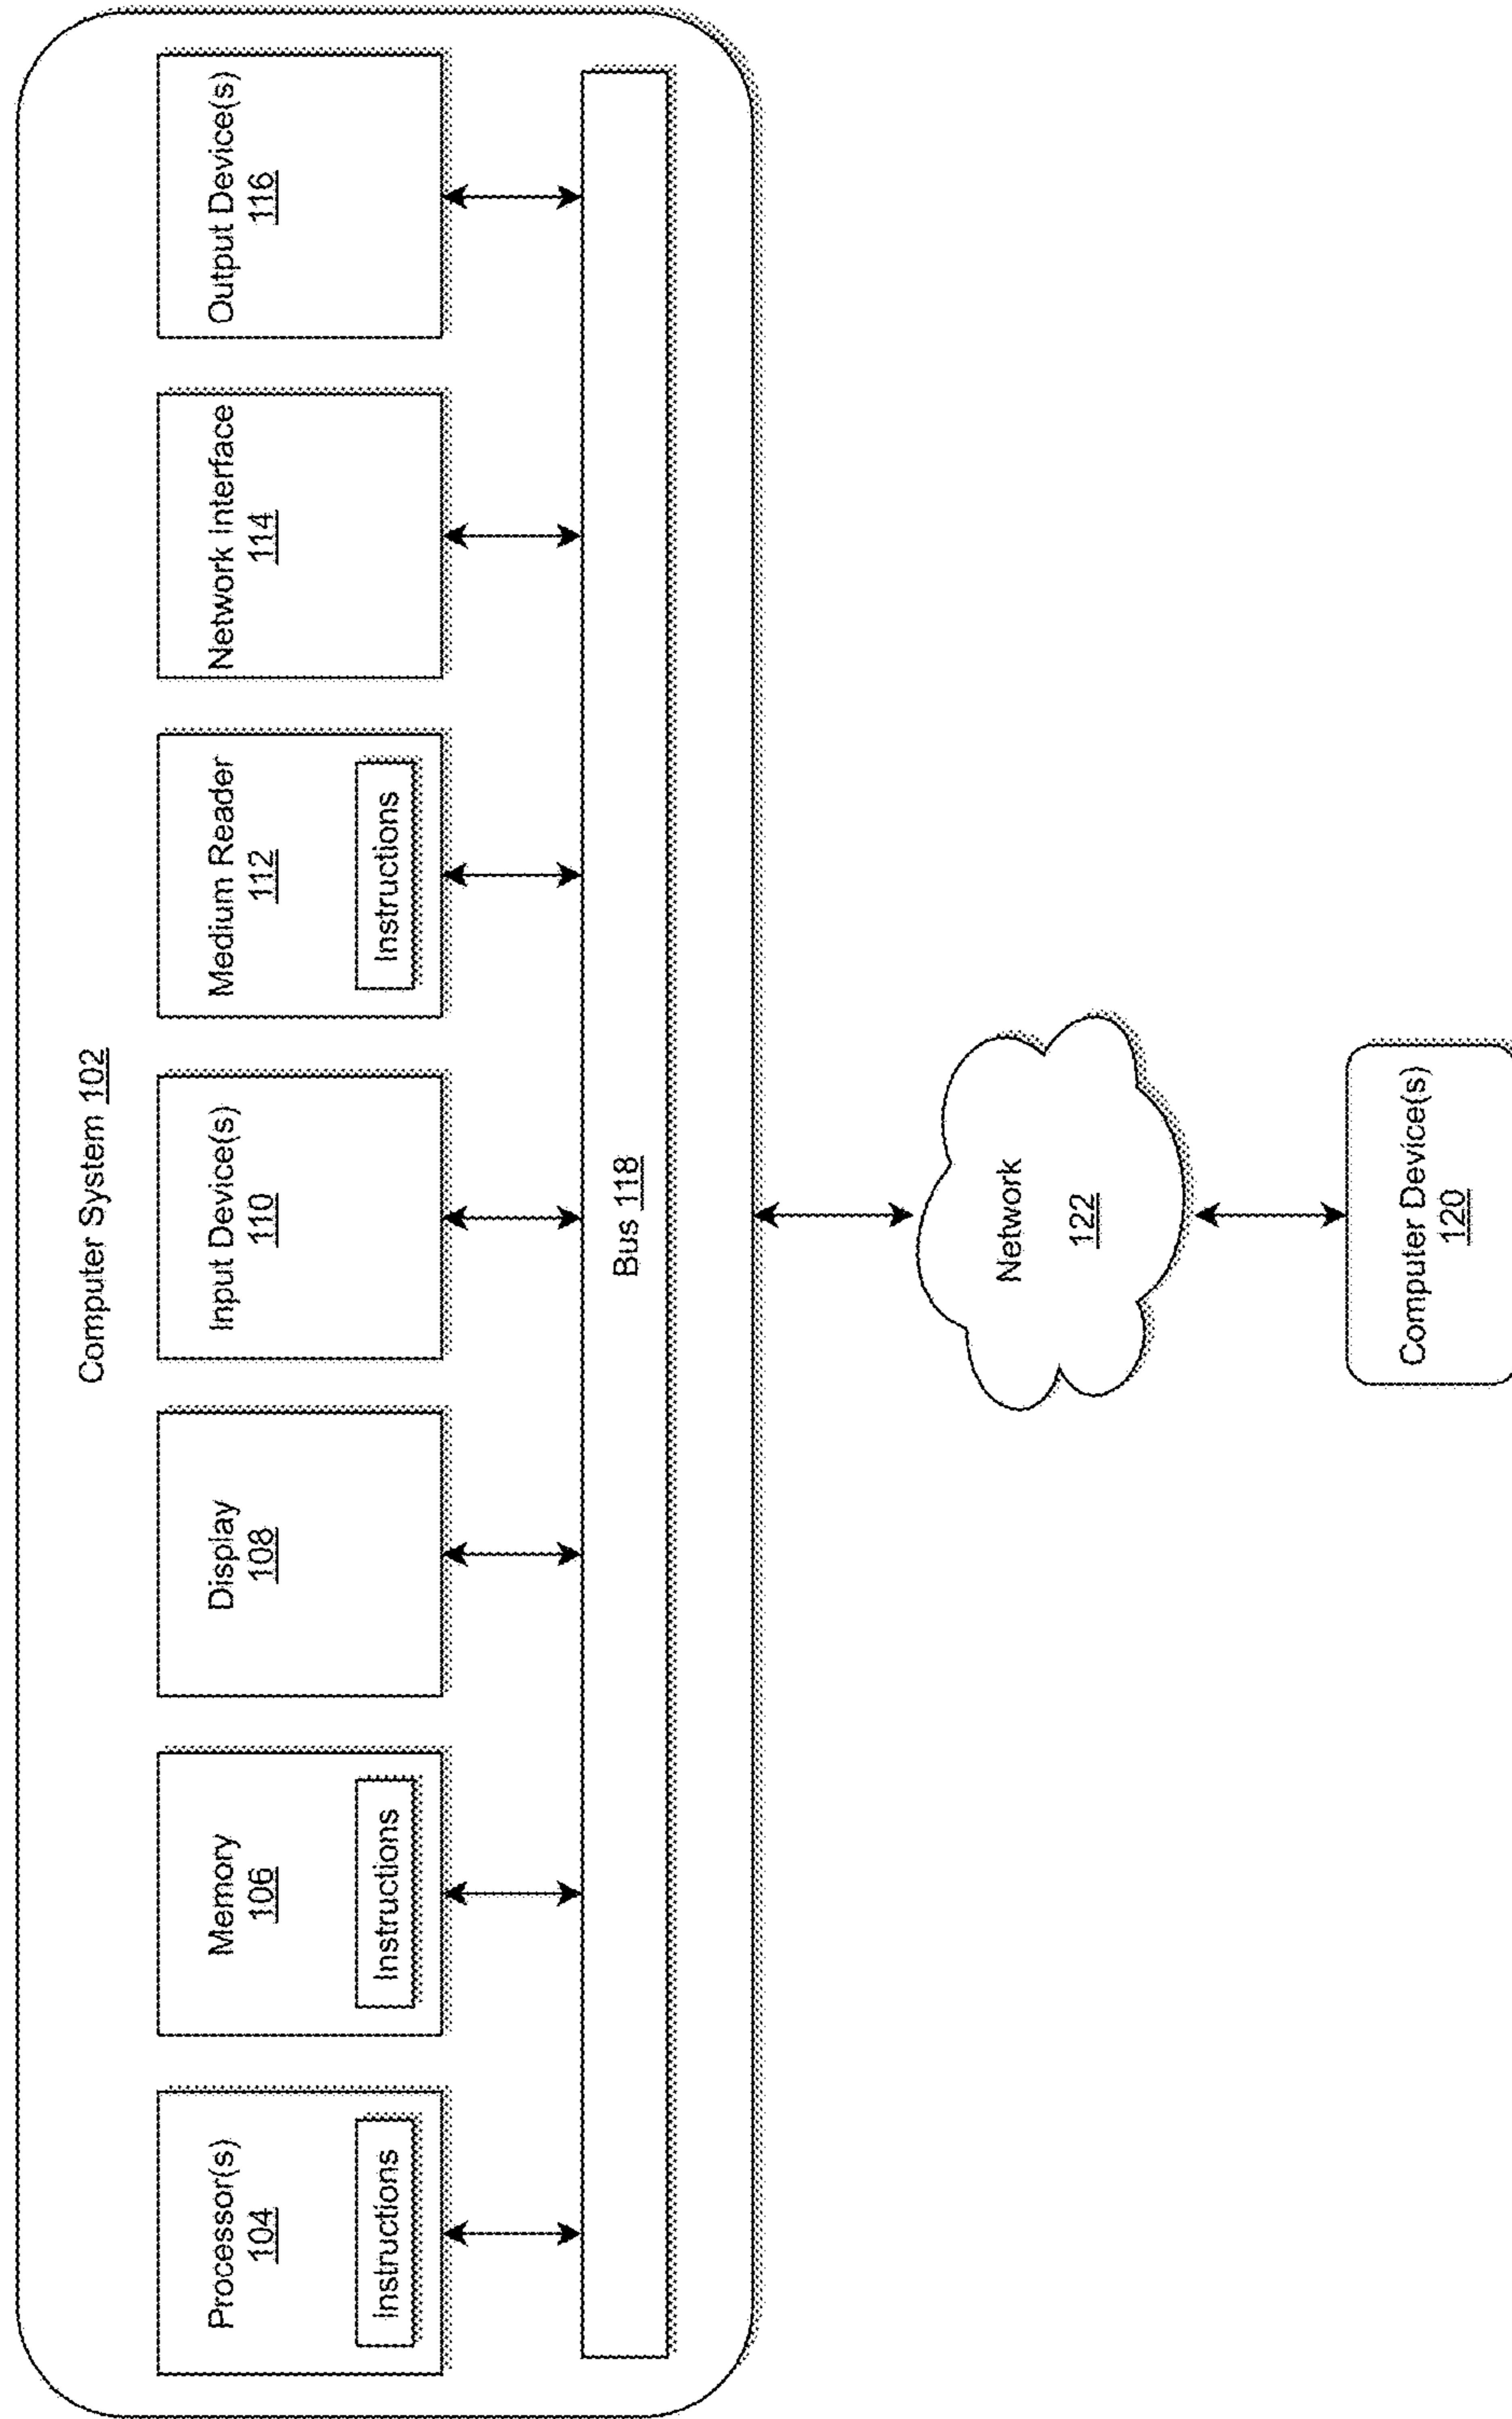 Computer System 102
Processor(s)
104
Instructions
Memory
106
Instructions
Display
108
Input Device(s)
110
Medium Reader
112
Instructions
Network Interface
114
Output Device(s)
116
Bus 118
Network
122
Computer Device(s)
120